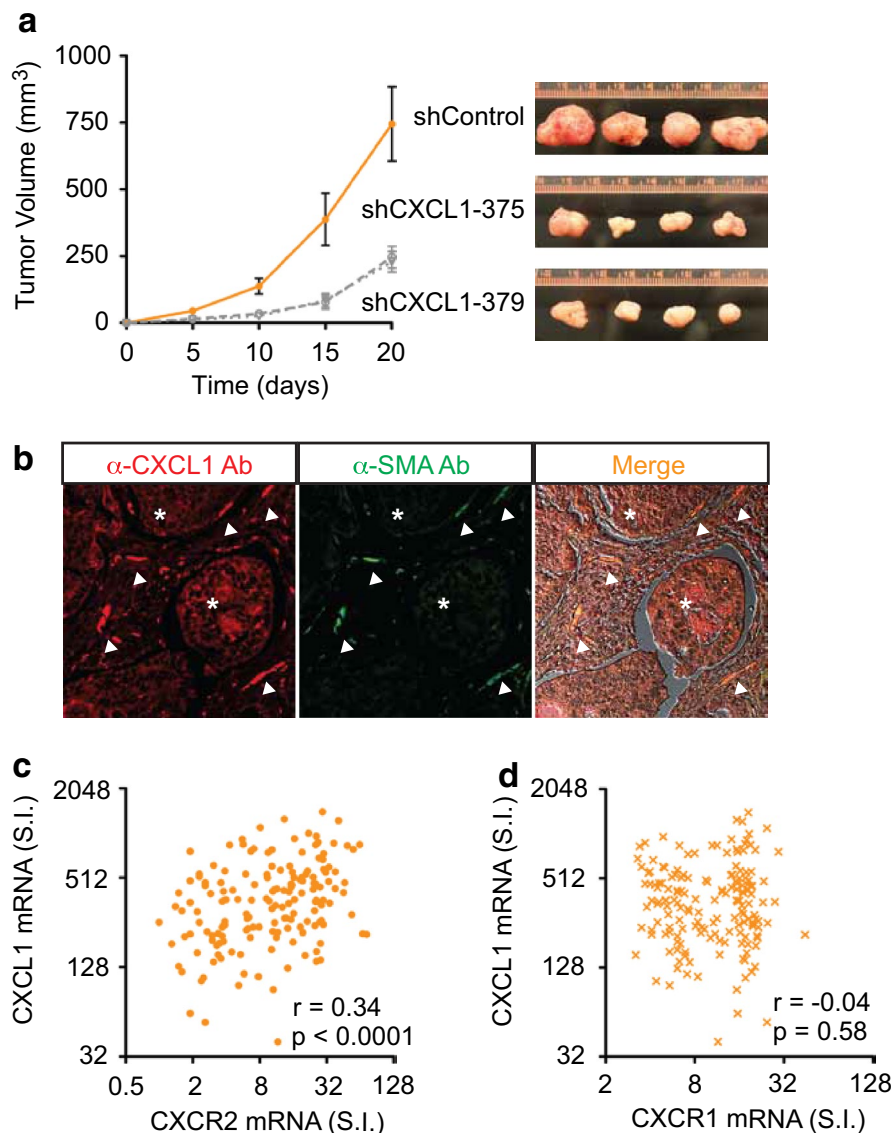 a
Tumor Volume (mm³)
1000
750
500
250
0
0 5 10 15 20
Time (days)
shControl
shCXCL1-375
shCXCL1-379
b
α-CXCL1 Ab
α-SMA Ab
Merge
* * *
* * *
c
CXCL1 mRNA (S.I.)
2048
512
128
32
0.5 2 8 32 128
CXCR2 mRNA (S.I.)
r = 0.34
p < 0.0001
d
CXCL1 mRNA (S.I.)
2048
512
128
32
2 8 32 128
CXCR1 mRNA (S.I.)
r = -0.04
p = 0.58